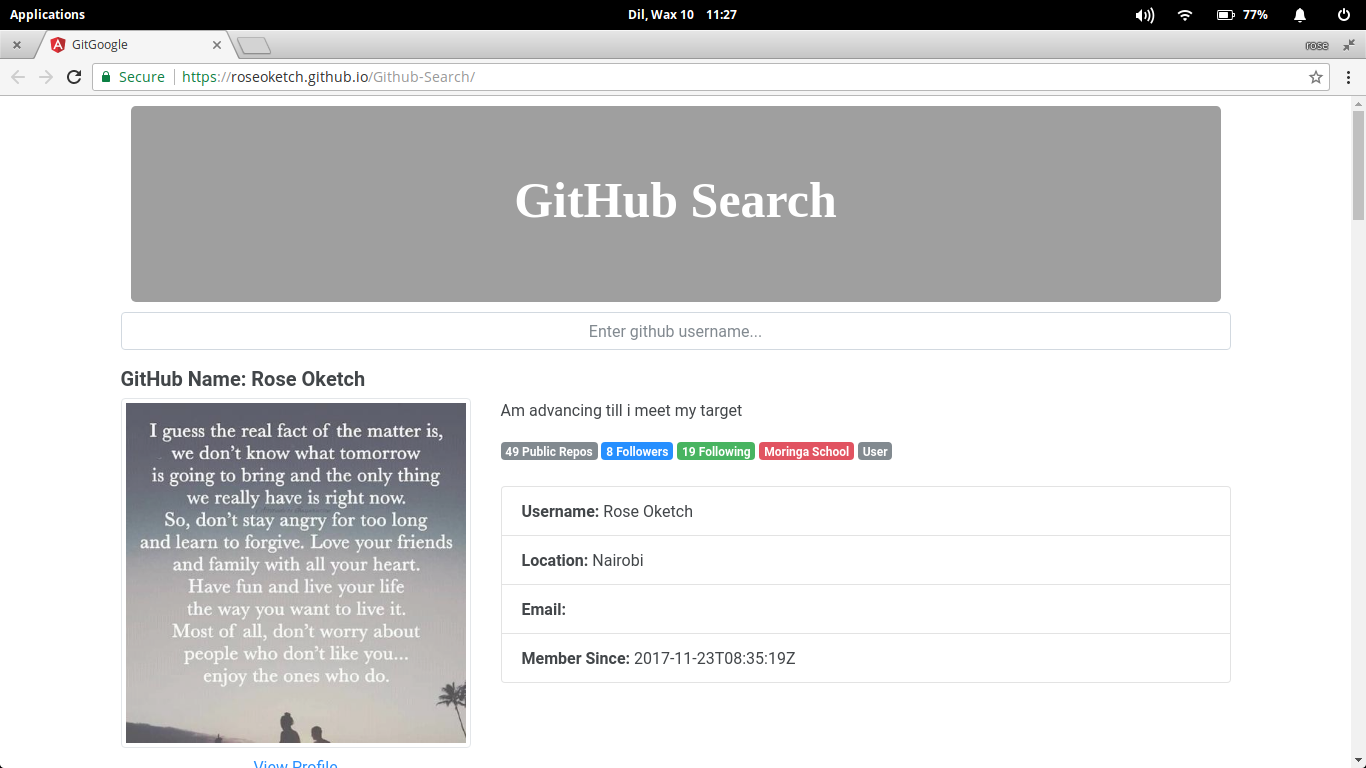 Applications
Dil, Wax 10 11:27
77%
GitGoogle
rose
Secure
https://roseoketch.github.io/Github-Search/
GitHub Search
Enter github username...
GitHub Name: Rose Oketch
I guess the real fact of the matter is,
we don't know what tomorrow
is going to bring and the only thing
we really have is right now.
So, don't stay angry for too long
and learn to forgive. Love your friends
and family with all your heart.
Have fun and live your life
the way you want to live it.
Most of all, don't worry about
people who don't like you...
enjoy the ones who do.
View Profile
Am advancing till i meet my target
49 Public Repos 8 Followers 19 Following Moringa School User
Username: Rose Oketch
Location: Nairobi
Email:
Member Since: 2017-11-23T08:35:19Z